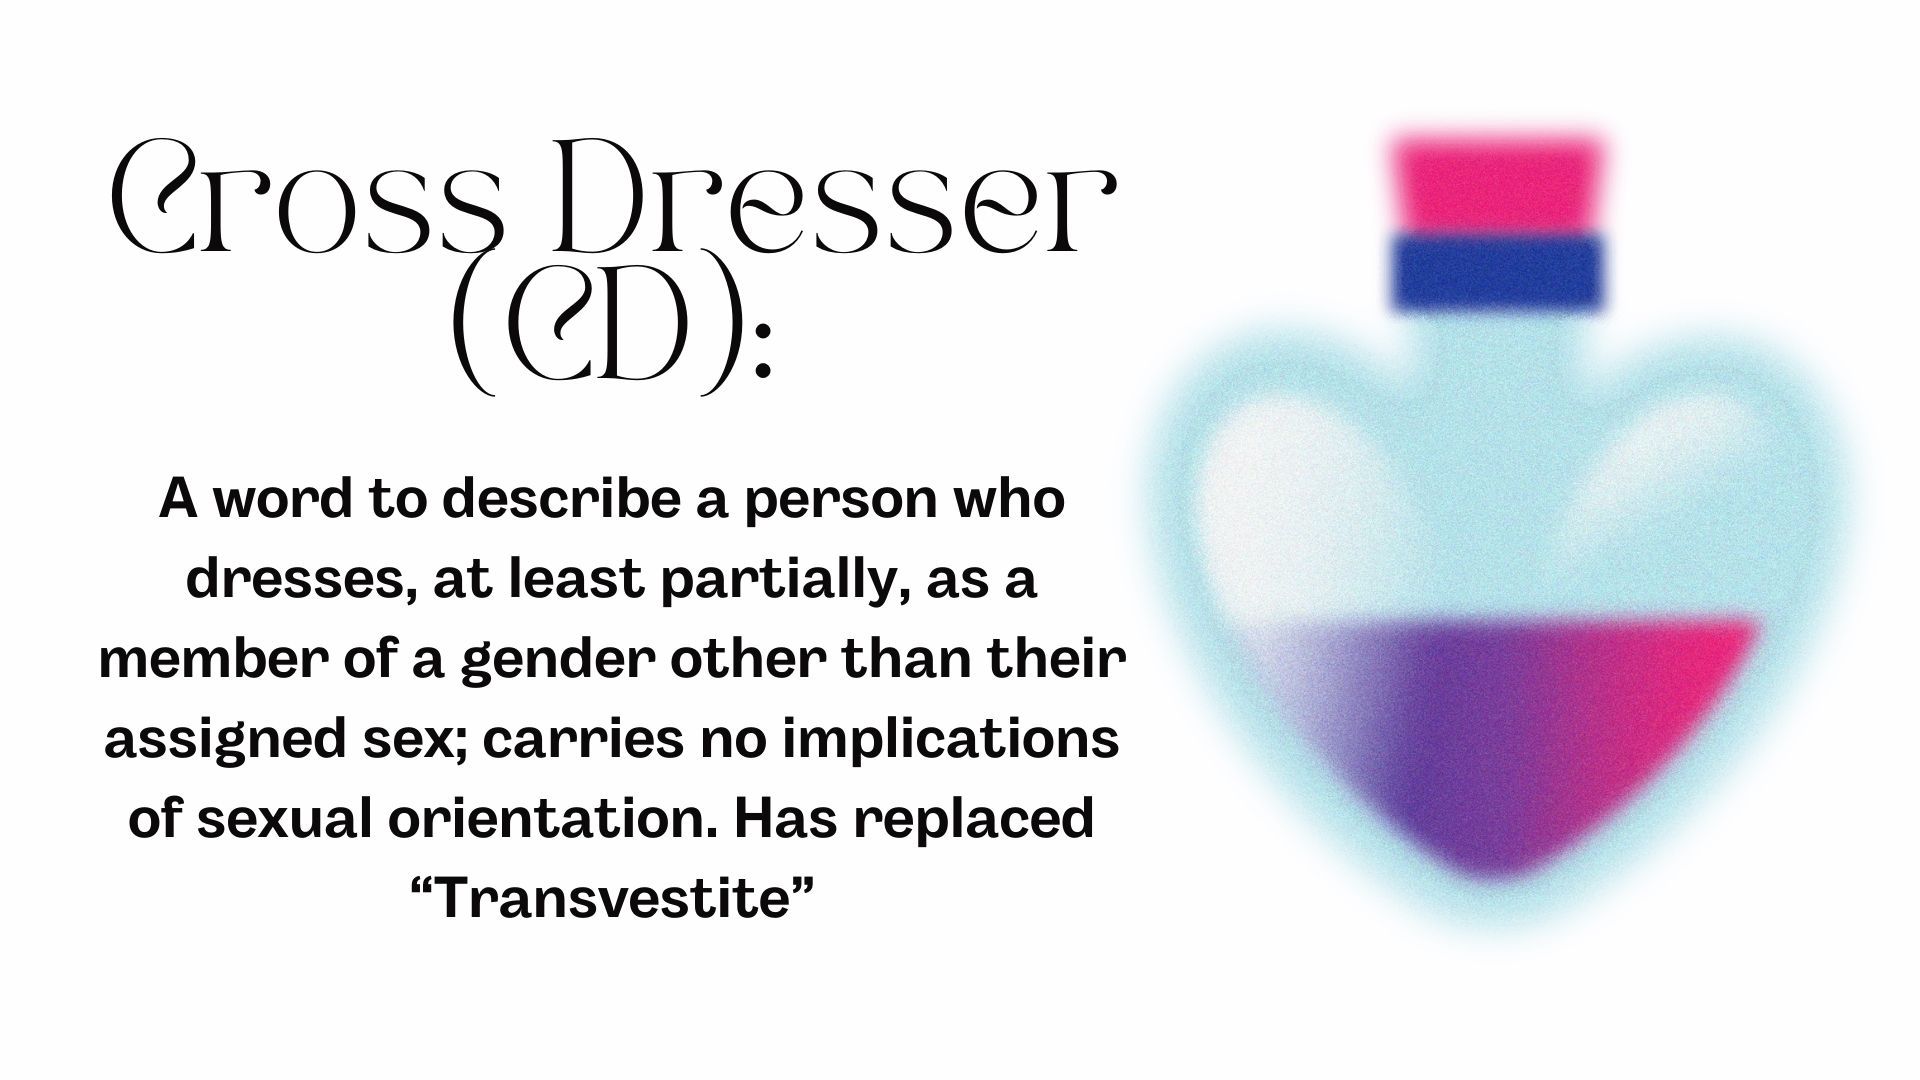 Cross Dresser
(CD):
A word to describe a person who
dresses, at least partially, as a
member of a gender other than their
assigned sex; carries no implications
of sexual orientation. Has replaced
“Transvestite”